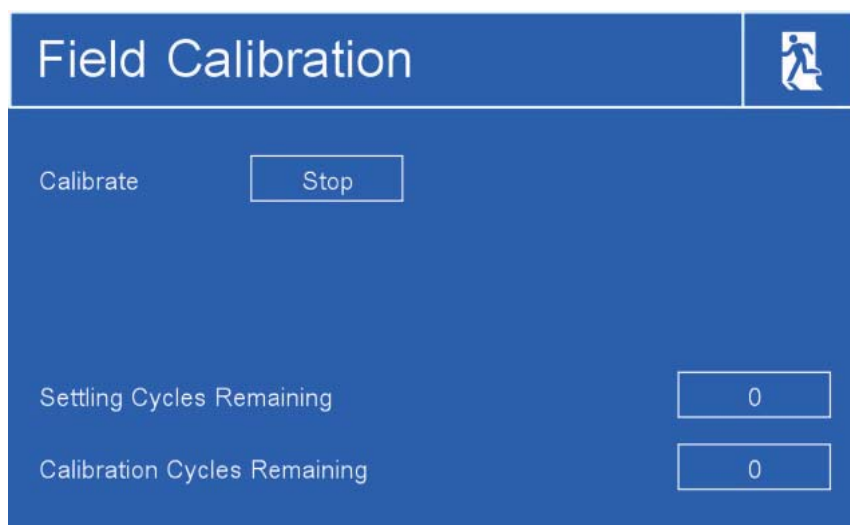 Field Calibration
Calibrate Stop
Settling Cycles Remaining 0
Calibration Cycles Remaining 0